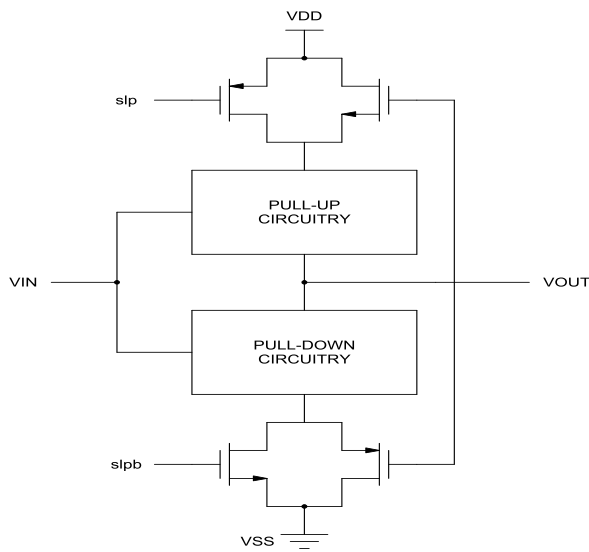 VDD
slp
PULL-UP
CIRCUITRY
VIN
VOUT
PULL-DOWN
CIRCUITRY
slpb
VSS